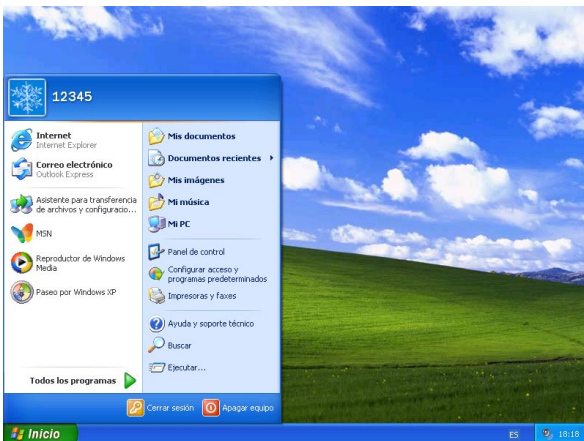 12345
Internet
Internet Explorer
Correo electrónico
Outlook Express
Asistente para transferencia
de archivos y configuracio...
MSN
Reproductor de Windows
Media
Paseo por Windows XP
Todos los programas
Mis documentos
Documentos recientes
Mis imágenes
Mi música
Mi PC
Panel de control
Configurar acceso y
programas predeterminados
Impresoras y faxes
Ayuda y soporte técnico
Buscar
Ejecutar...
Cerrar sesión
Apagar equipo
Inicio
ES
18:18